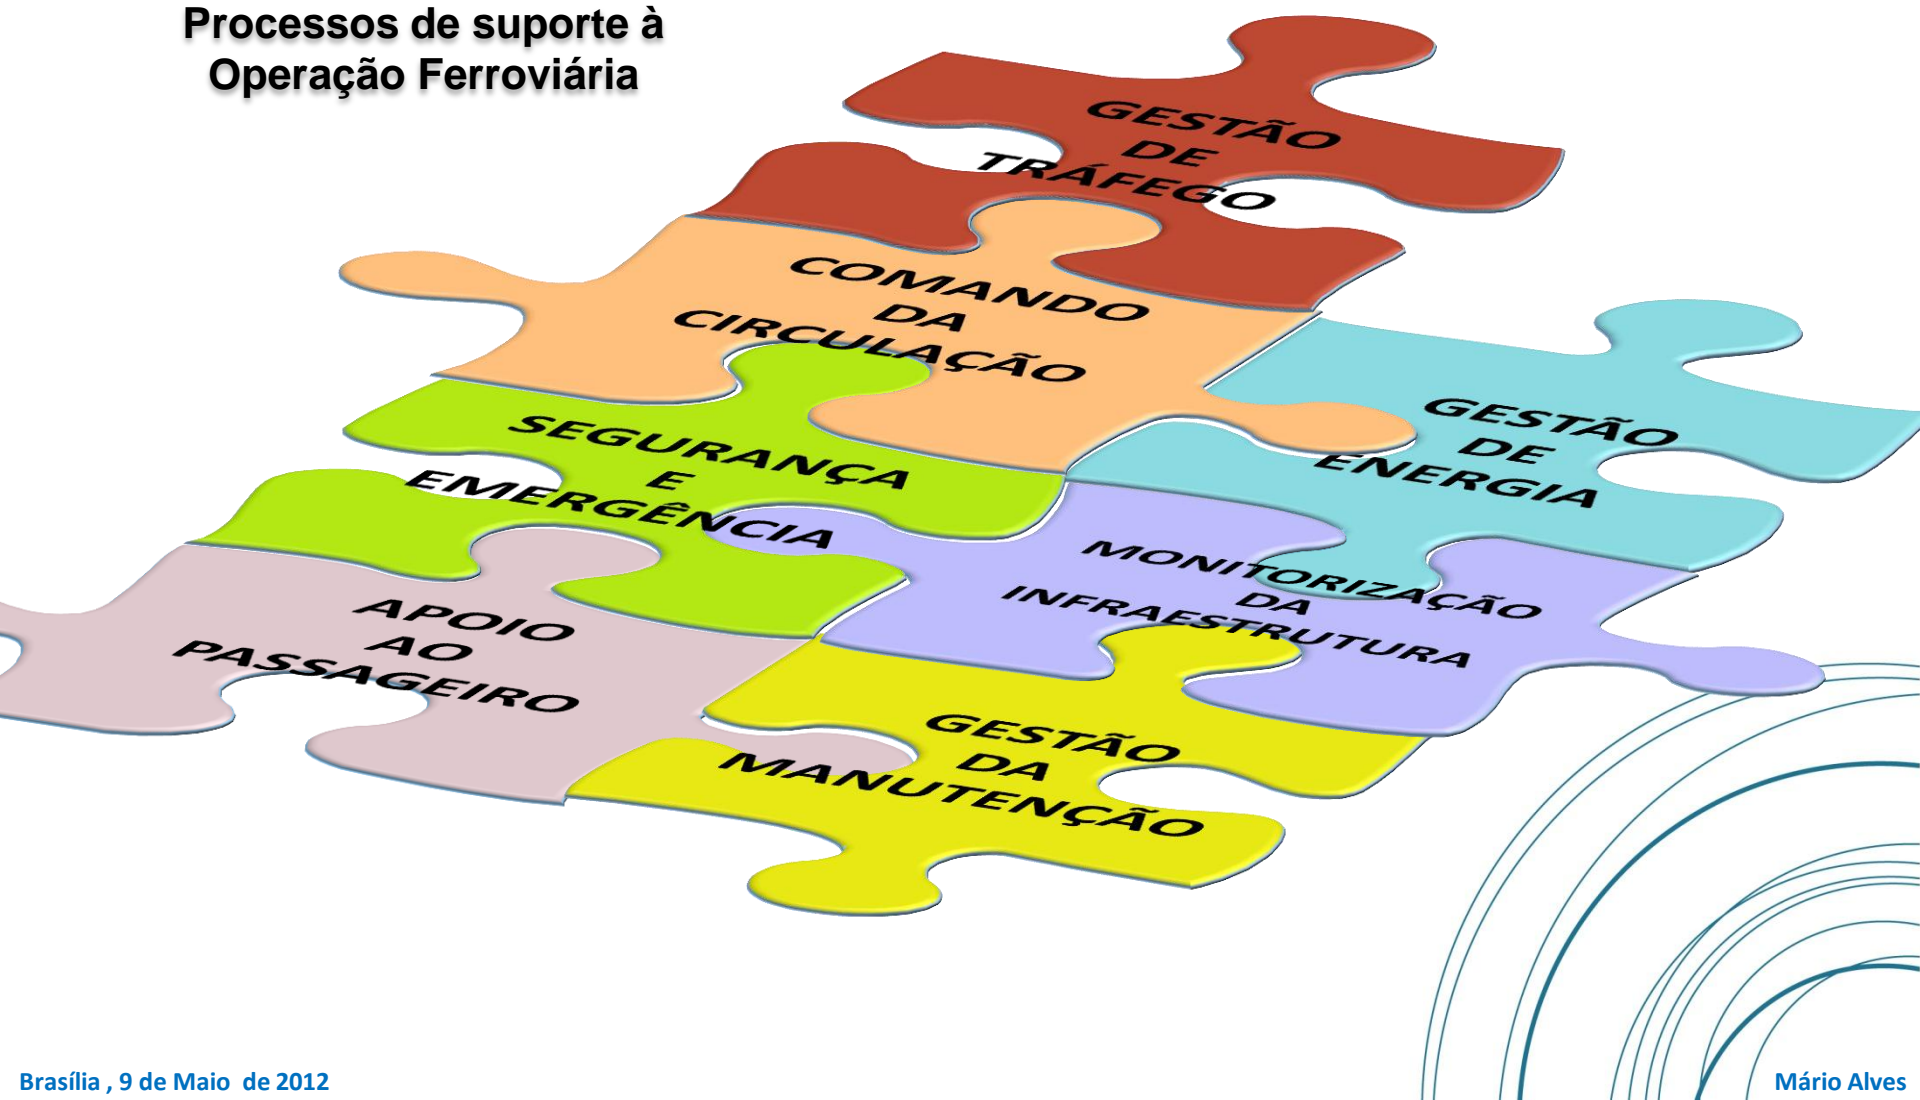 Processos de suporte à
Operação Ferroviária
GESTÃO
DE
TRÁFEGO
COMANDO
DA
CIRCULAÇÃO
GESTÃO
DE
ENERGIA
SEGURANÇA
E
EMERGÊNCIA
MONITORIZAÇÃO
DA
INFRAESTRUTURA
APOIO
AO
PASSAGEIRO
GESTÃO
DA
MANUTENÇÃO
Brasília , 9 de Maio de 2012
Mário Alves